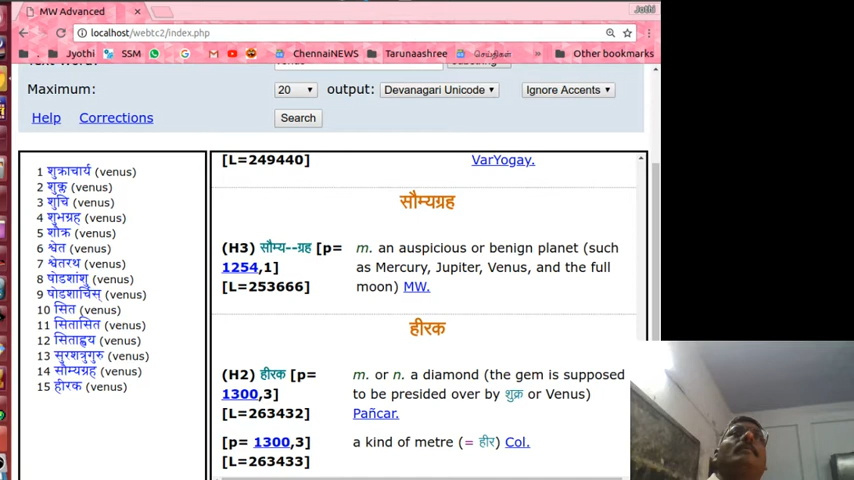 MW Advanced ×
Jothi
localhost/webtc2/index.php
Jyothi SSM ChennaiNEWS Tarunaashree செய்திகள் » Other bookmarks
Maximum: 20 output: Devanagari Unicode Ignore Accents
Help Corrections Search
1 शुक्राचार्य (venus)
2 शुक्ल (venus)
3 शुचि (venus)
4 शुभग्रह (venus)
5 शौक्र (venus)
6 श्वेत (venus)
7 श्वेतरथ (venus)
8 षोडशांशु (venus)
9 षोडशार्चिस् (venus)
10 सित (venus)
11 सितासित (venus)
12 सिताह्वय (venus)
13 सुरशत्रुगुरु (venus)
14 सौम्यग्रह (venus)
15 हीरक (venus)
[L=249440] VarYogay.
सौम्यग्रह
(H3) सौम्य--ग्रह [p= m. an auspicious or benign planet (such
1254,1] as Mercury, Jupiter, Venus, and the full
[L=253666] moon) MW.
हीरक
(H2) हीरक [p= m. or n. a diamond (the gem is supposed
1300,3] to be presided over by शुक्र or Venus)
[L=263432] Pañcar.
[p= 1300,3] a kind of metre (= हीर) Col.
[L=263433]